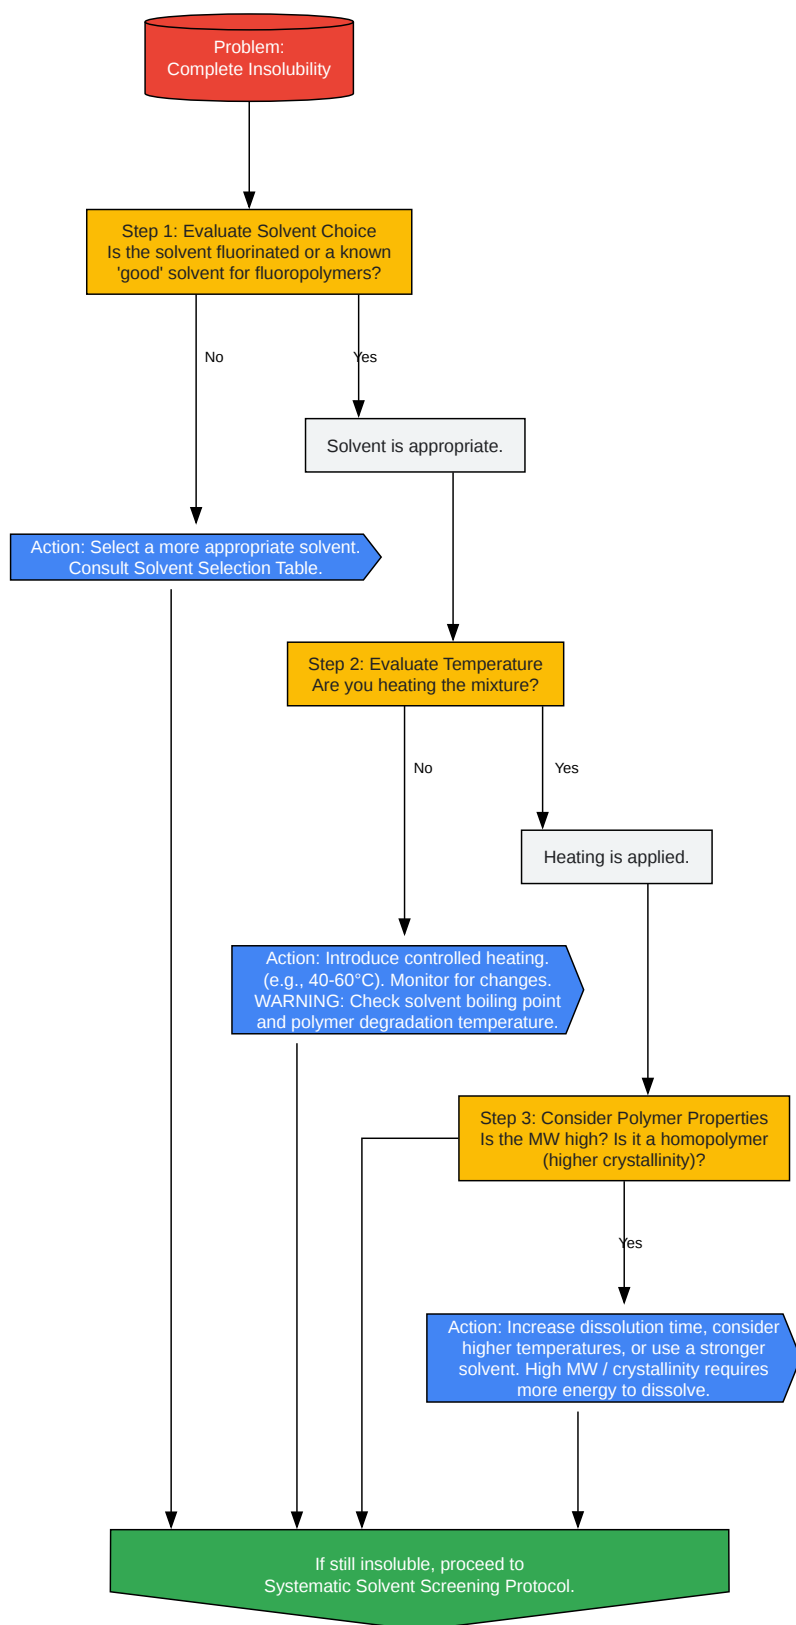 Problem:
Complete Insolubility
Step 1: Evaluate Solvent Choice
Is the solvent fluorinated or a known
'good' solvent for fluoropolymers?
No
Yes
Solvent is appropriate.
Action: Select a more appropriate solvent.
Consult Solvent Selection Table.
Step 2: Evaluate Temperature
Are you heating the mixture?
No
Yes
Heating is applied.
Action: Introduce controlled heating.
(e.g., 40-60°C). Monitor for changes.
WARNING: Check solvent boiling point
and polymer degradation temperature.
Step 3: Consider Polymer Properties
Is the MW high? Is it a homopolymer
(higher crystallinity)?
Yes
Action: Increase dissolution time, consider
higher temperatures, or use a stronger
solvent. High MW / crystallinity requires
more energy to dissolve.
If still insoluble, proceed to
Systematic Solvent Screening Protocol.